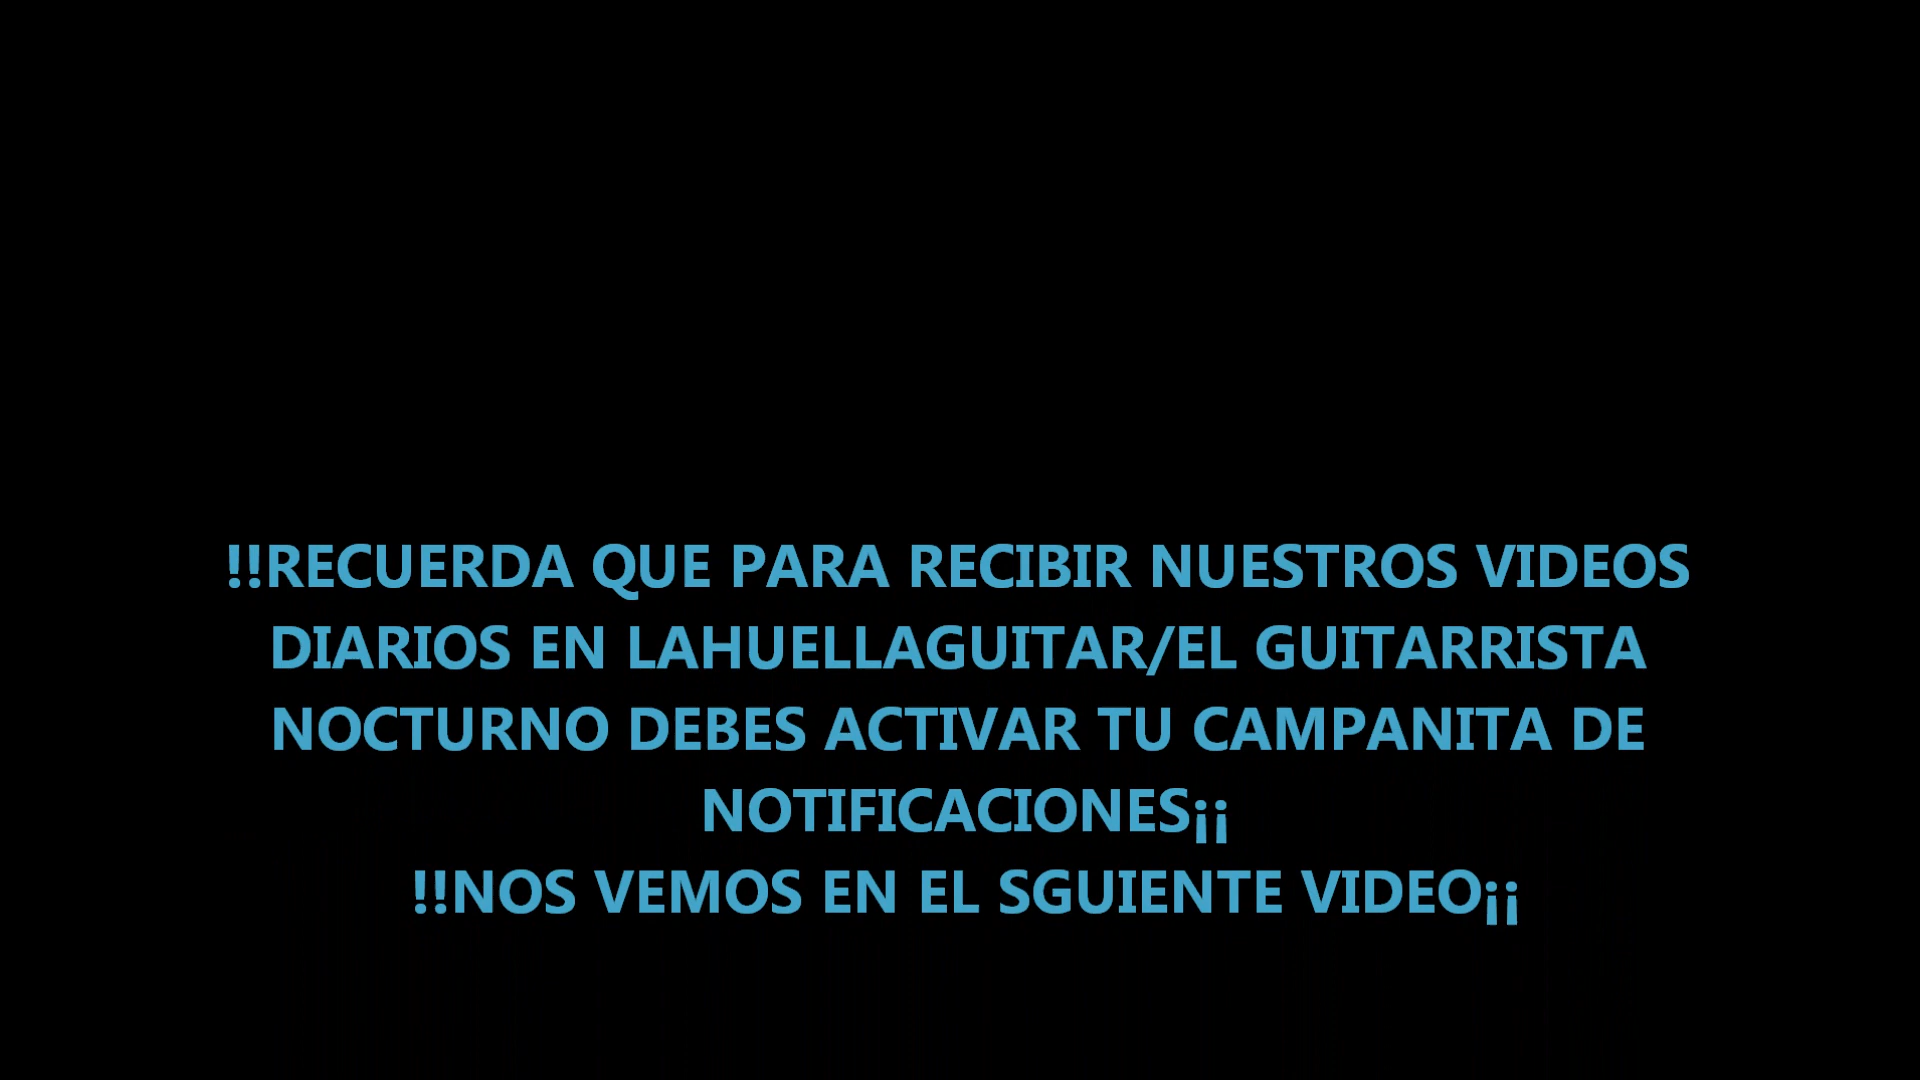 !!RECUERDA QUE PARA RECIBIR NUESTROS VIDEOS
DIARIOS EN LAHUELLAGUITAR/EL GUITARRISTA
NOCTURNO DEBES ACTIVAR TU CAMPANITA DE
NOTIFICACIONES¡¡
!!NOS VEMOS EN EL SGUIENTE VIDEO¡¡